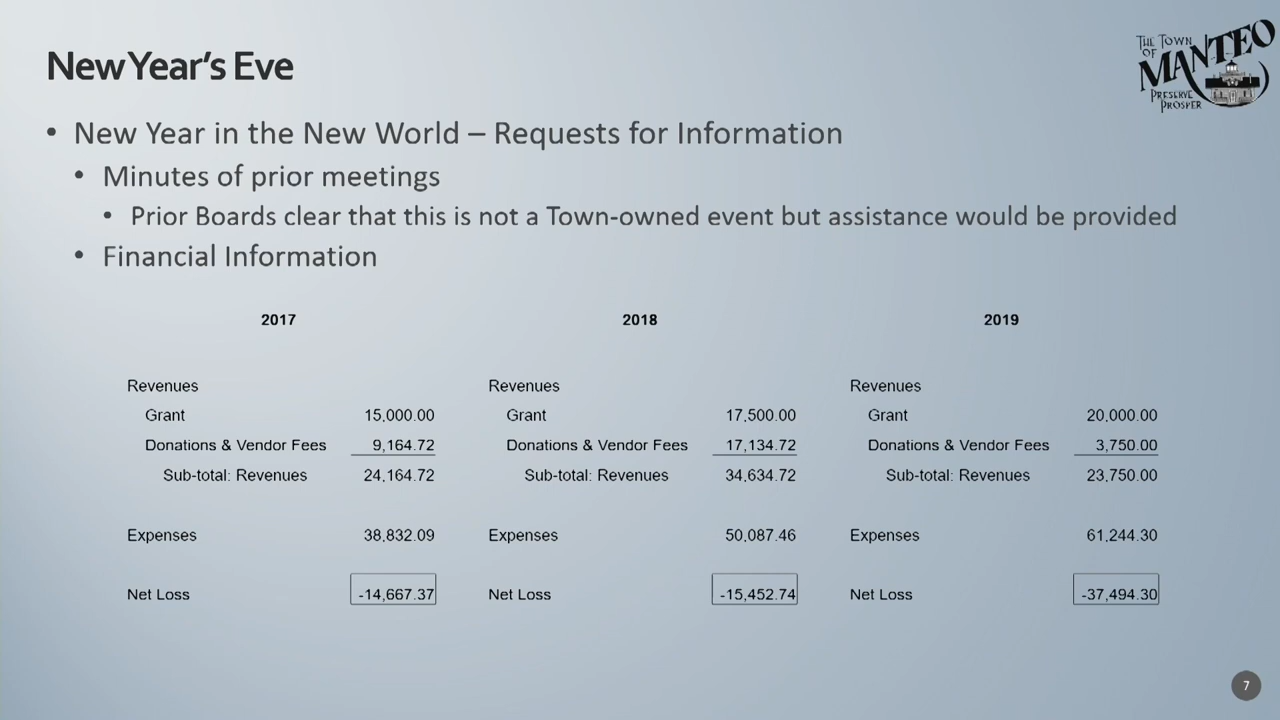 New Year's Eve
THE TOWN
OF
MANTEO
PRESERVE
PROSPER
• New Year in the New World – Requests for Information
• Minutes of prior meetings
• Prior Boards clear that this is not a Town-owned event but assistance would be provided
• Financial Information
2017 2018 2019
Revenues Revenues Revenues
Grant 15,000.00 Grant 17,500.00 Grant 20,000.00
Donations & Vendor Fees 9,164.72 Donations & Vendor Fees 17,134.72 Donations & Vendor Fees 3,750.00
Sub-total: Revenues 24,164.72 Sub-total: Revenues 34,634.72 Sub-total: Revenues 23,750.00
Expenses 38,832.09 Expenses 50,087.46 Expenses 61,244.30
Net Loss -14,667.37 Net Loss -15,452.74 Net Loss -37,494.30
7